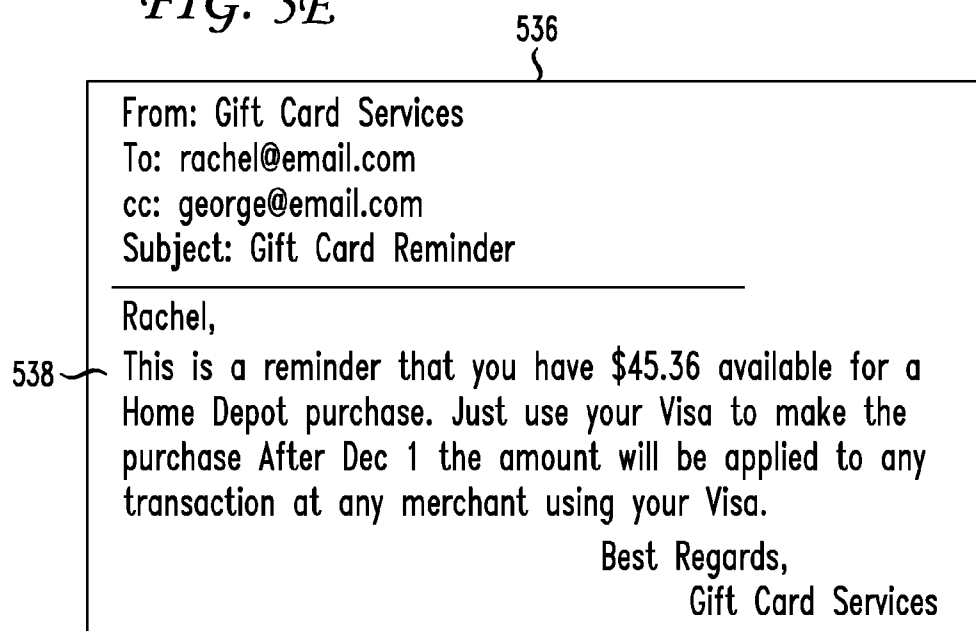 FIG. 5E
536
From: Gift Card Services
To: rachel@email.com
cc: george@email.com
Subject: Gift Card Reminder
Rachel,
538 This is a reminder that you have $45.36 available for a
Home Depot purchase. Just use your Visa to make the
purchase After Dec 1 the amount will be applied to any
transaction at any merchant using your Visa.
Best Regards,
Gift Card Services